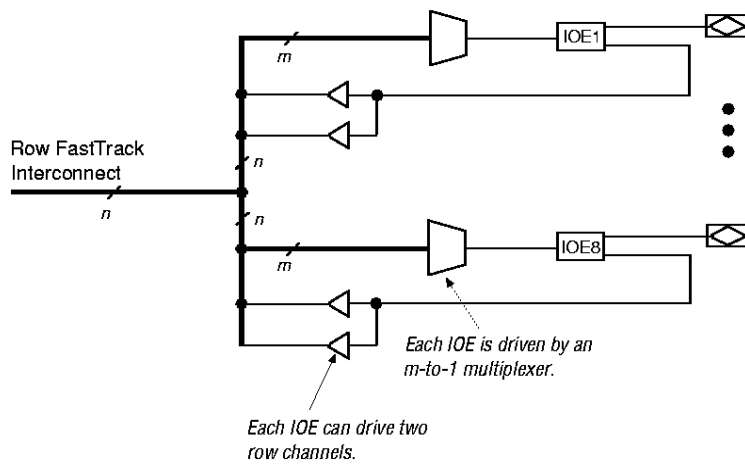 m
IOE1
n
Row FastTrack
Interconnect
n
n
m
IOE8
Each IOE is driven by an
m-to-1 multiplexer.
Each IOE can drive two
row channels.